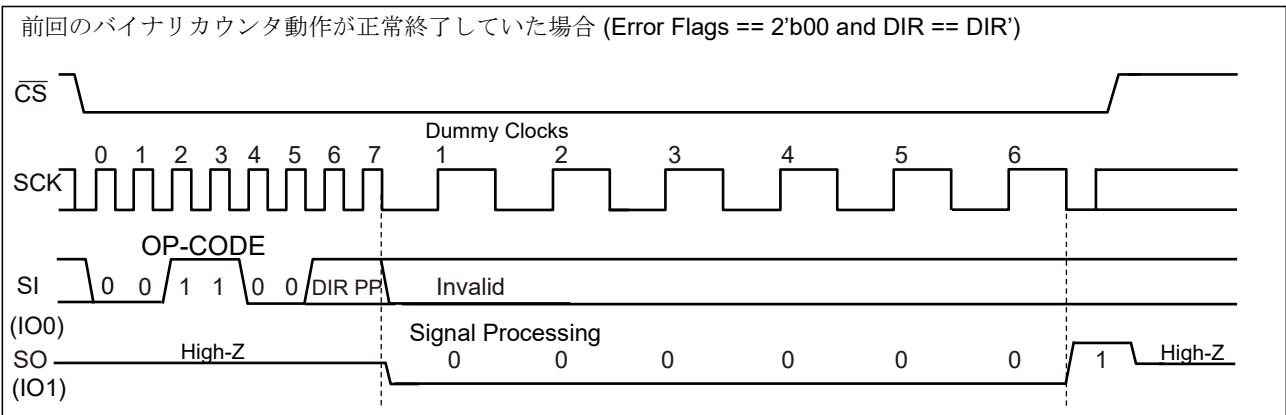 前回のバイナリカウンタ動作が正常終了していた場合 (Error Flags == 2'b00 and DIR == DIR')
CS
Dummy Clocks
0 1 2 3 4 5 6 7 1 2 3 4 5 6
SCK
OP-CODE
SI 0 0 1 1 0 0 DIR PP Invalid
(IO0)
Signal Processing
SO High-Z 0 0 0 0 0 0 1 High-Z
(IO1)